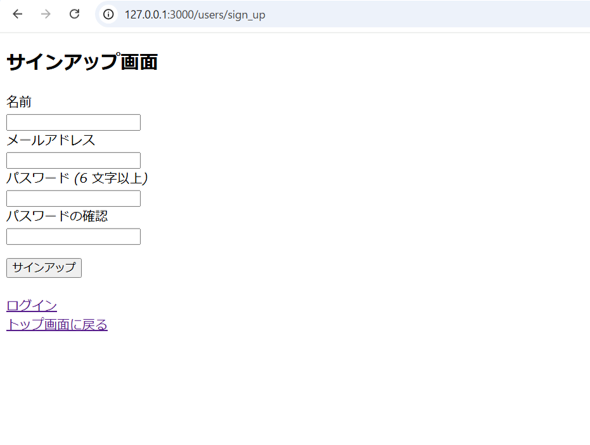 127.0.0.1:3000/users/sign_up
サインアップ画面
名前
メールアドレス
パスワード (6 文字以上)
パスワードの確認
サインアップ
ログイン
トップ画面に戻る